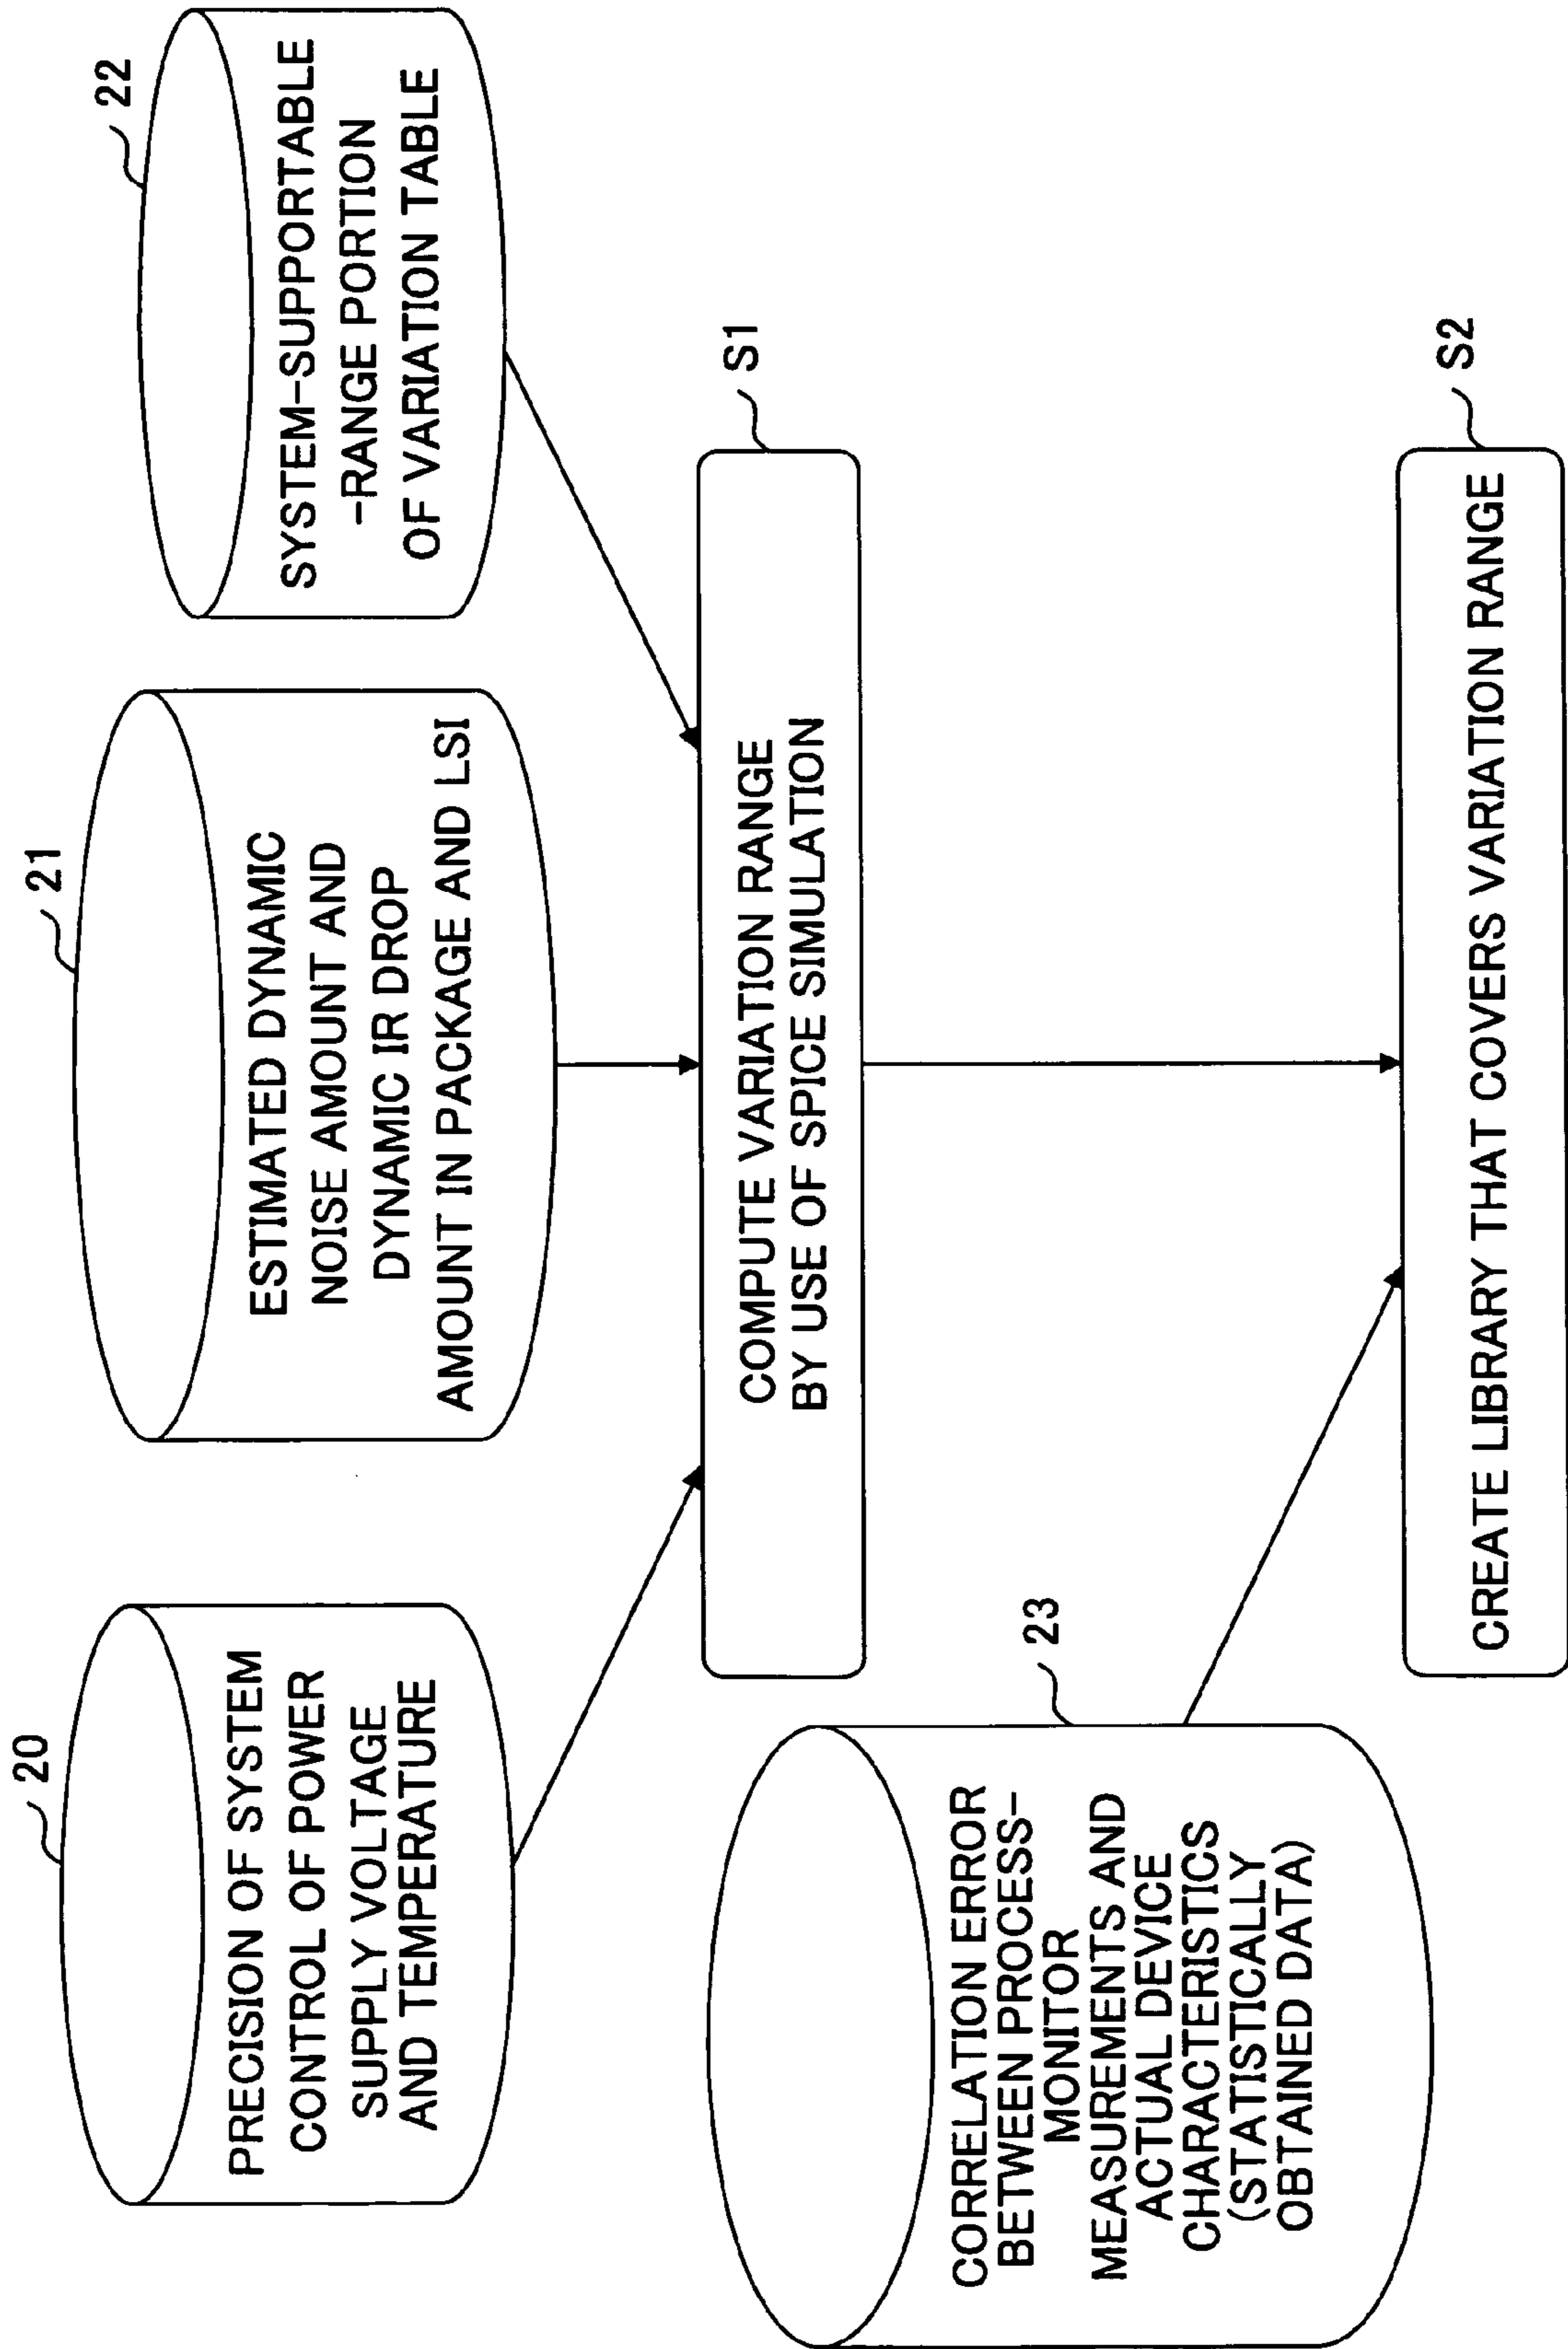 20
PRECISION OF SYSTEM
CONTROL OF POWER
SUPPLY VOLTAGE
AND TEMPERATURE
21
ESTIMATED DYNAMIC
NOISE AMOUNT AND
DYNAMIC IR DROP
AMOUNT IN PACKAGE AND LSI
22
SYSTEM-SUPPORTABLE
-RANGE PORTION
OF VARIATION TABLE
S1
COMPUTE VARIATION RANGE
BY USE OF SPICE SIMULATION
23
CORRELATION ERROR
BETWEEN PROCESS-
MONITOR
MEASUREMENTS AND
ACTUAL DEVICE
CHARACTERISTICS
(STATISTICALLY
OBTAINED DATA)
S2
CREATE LIBRARY THAT COVERS VARIATION RANGE